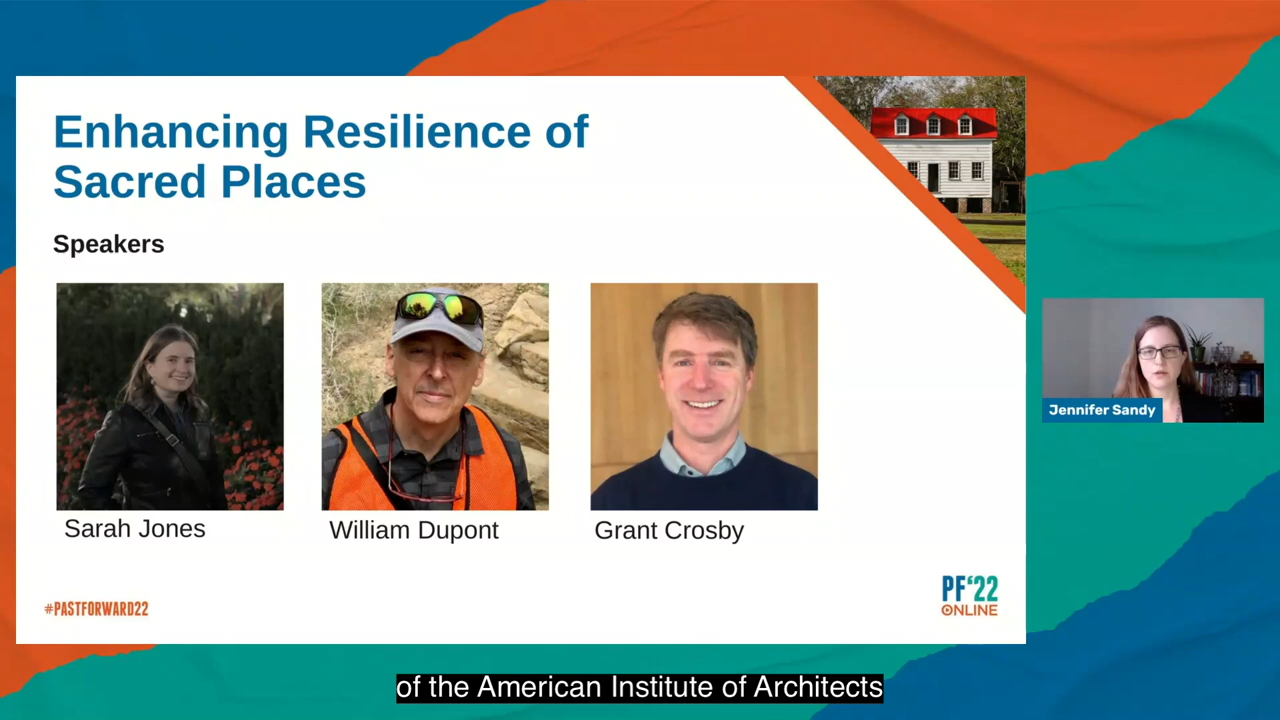 Enhancing Resilience of
Sacred Places
Speakers
Sarah Jones
William Dupont
Grant Crosby
#PASTFORWARD22
PF'22
ONLINE
Jennifer Sandy
of the American Institute of Architects